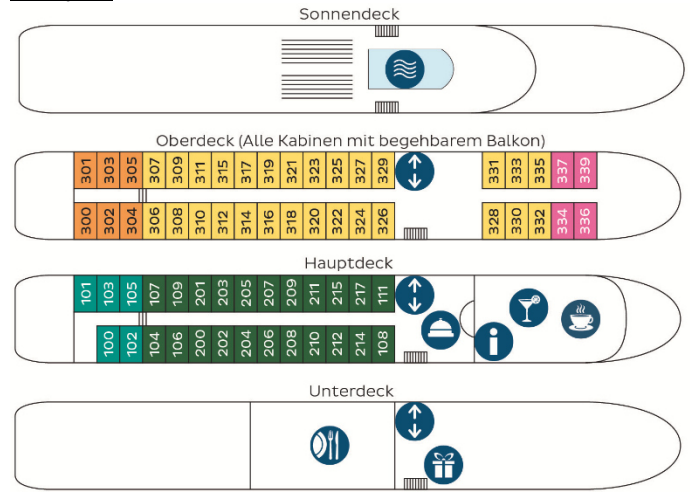 Sonnendeck
Oberdeck (Alle Kabinen mit begehbarem Balkon)
301 303 305 307 309 311 315 317 319 321 323 325 327 329 331 333 335 337 339
300 302 304 306 308 310 312 314 316 318 320 322 324 326 328 330 332 334 336
Hauptdeck
101 103 105 107 109 201 203 205 207 209 211 215 217 111
100 102 104 106 200 202 204 206 208 210 212 214 108
i
Unterdeck